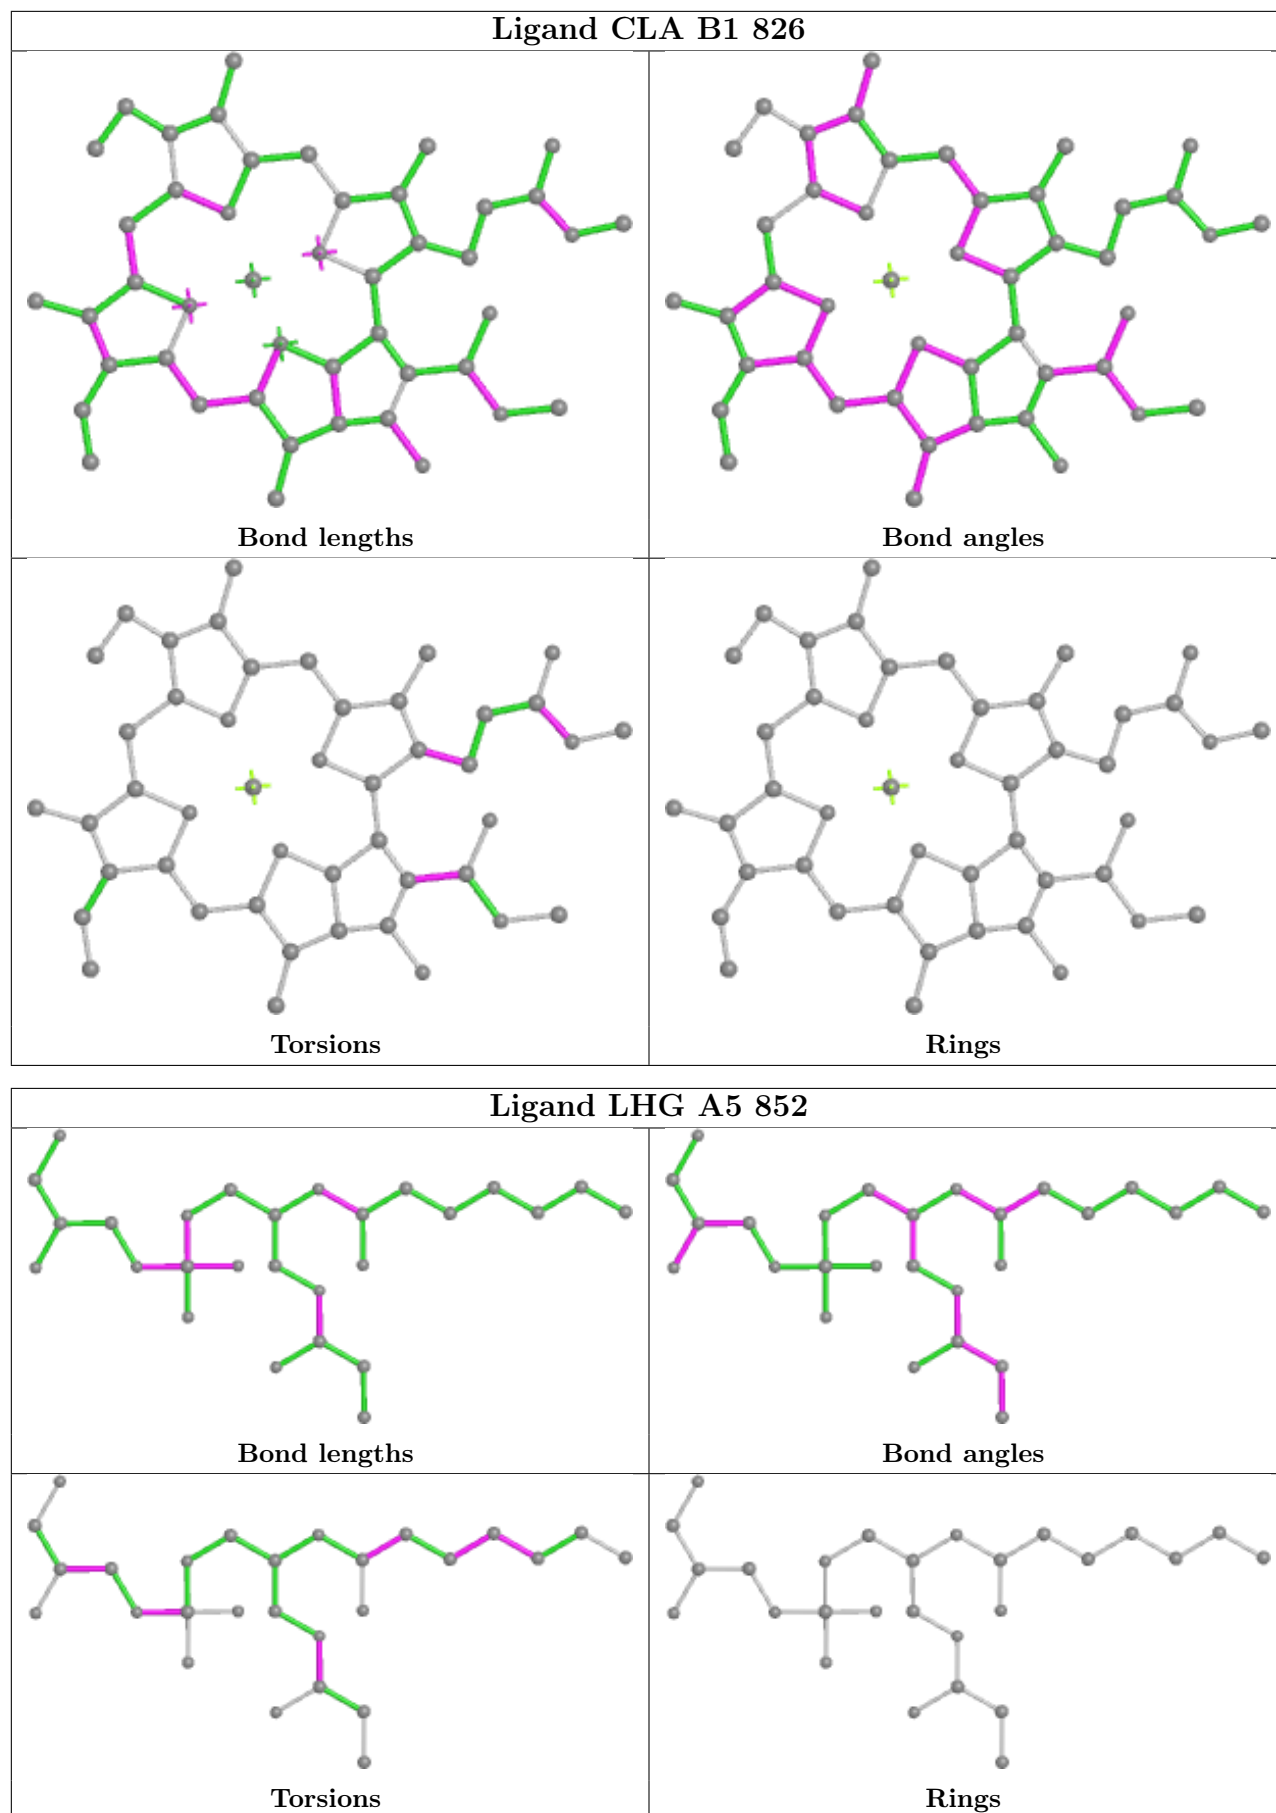 Ligand CLA B1 826
Bond lengths
Bond angles
Torsions
Rings
Ligand LHG A5 852
Bond lengths
Bond angles
Torsions
Rings